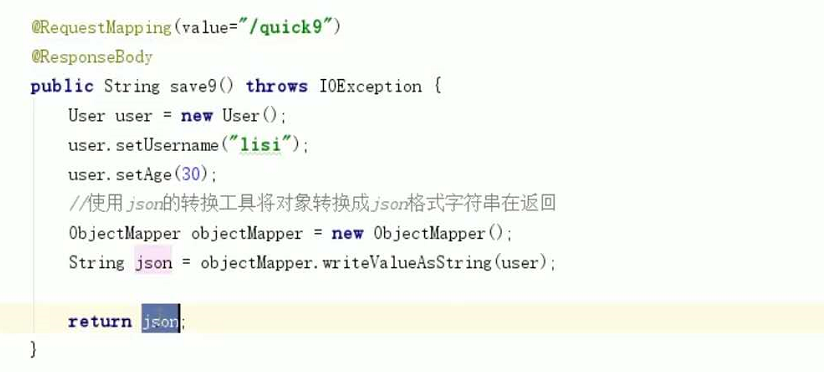 @RequestMapping(value="/quick9")
@ResponseBody
public String save9() throws IOException {
User user = new User();
user.setUsername("lisi");
user.setAge(30);
//使用json的转换工具将对象转换成json格式字符串在返回
ObjectMapper objectMapper = new ObjectMapper();
String json = objectMapper.writeValueAsString(user);
return json;
}